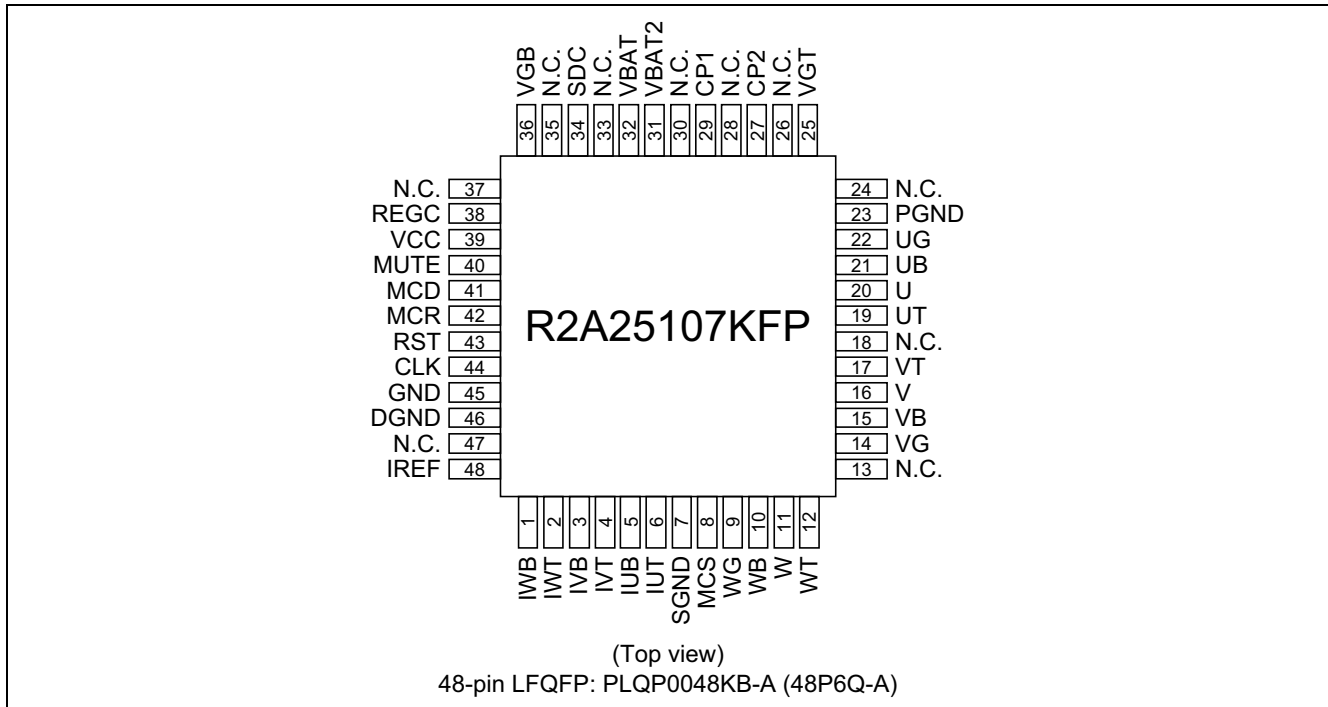 VGB N.C. SDC N.C. VBAT VBAT2 N.C. CP1 N.C. CP2 N.C. VGT
36 35 34 33 32 31 30 29 28 27 26 25
N.C. 37 24 N.C.
REGC 38 23 PGND
VCC 39 22 UG
MUTE 40 21 UB
MCD 41 20 U
MCR 42 19 UT
R2A25107KFP
RST 43 18 N.C.
CLK 44 17 VT
GND 45 16 V
DGND 46 15 VB
N.C. 47 14 VG
IREF 48 13 N.C.
1 2 3 4 5 6 7 8 9 10 11 12
IWB IWT IVB IVT IUB IUT SGND MCS WG WB W WT
(Top view)
48-pin LFQFP: PLQP0048KB-A (48P6Q-A)